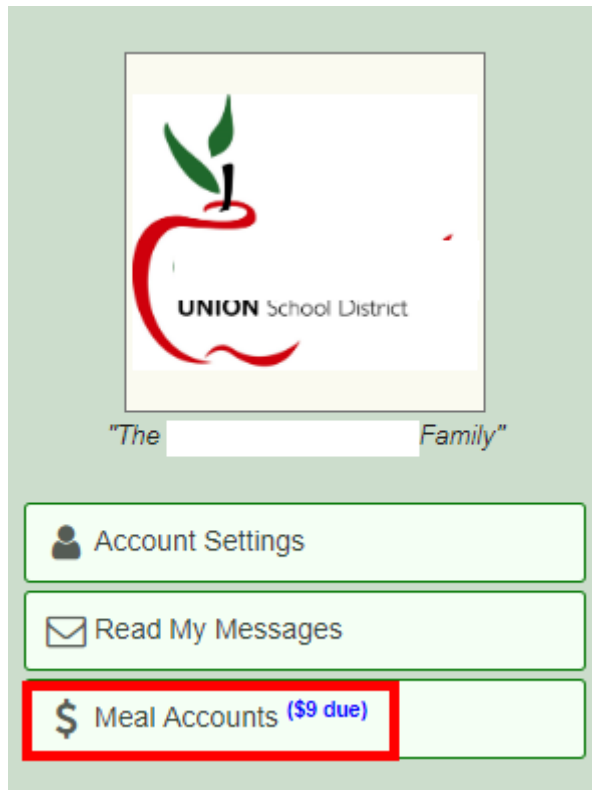 UNION School District
"The Family"
Account Settings
Read My Messages
$ Meal Accounts ($9 due)